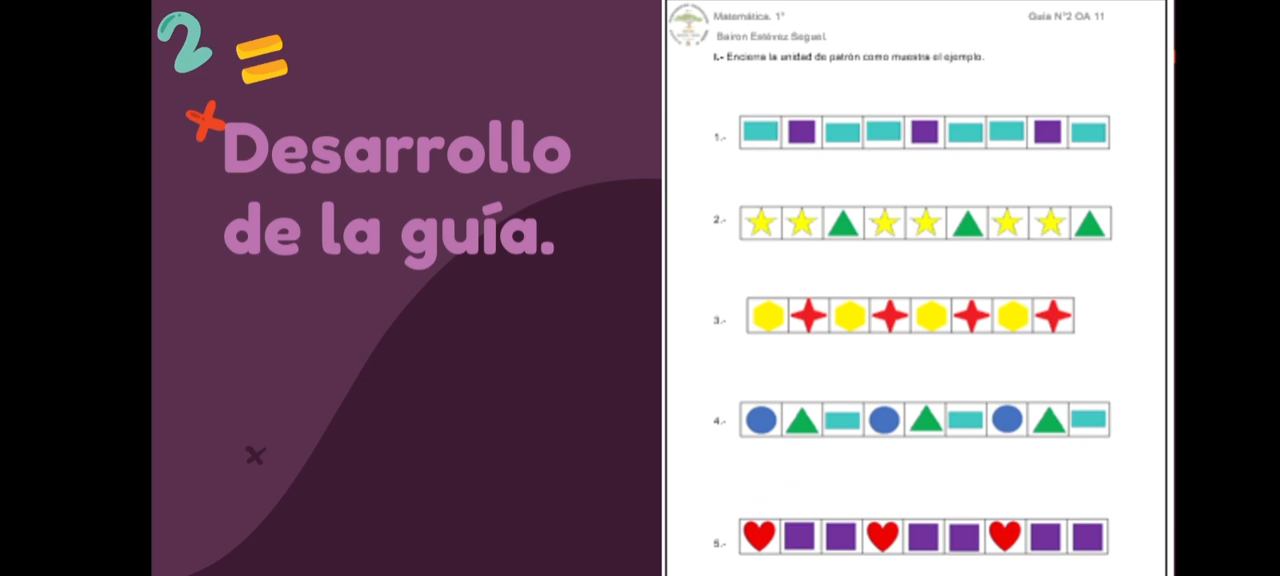 2
=
Desarrollo
de la guía.
Matemática. 1°
Guía N°2 OA 11
Bairon Estévez Seguel.
I.- Encierra la unidad de patrón como muestra el ejemplo.
1.-
2.-
3.-
4.-
5.-